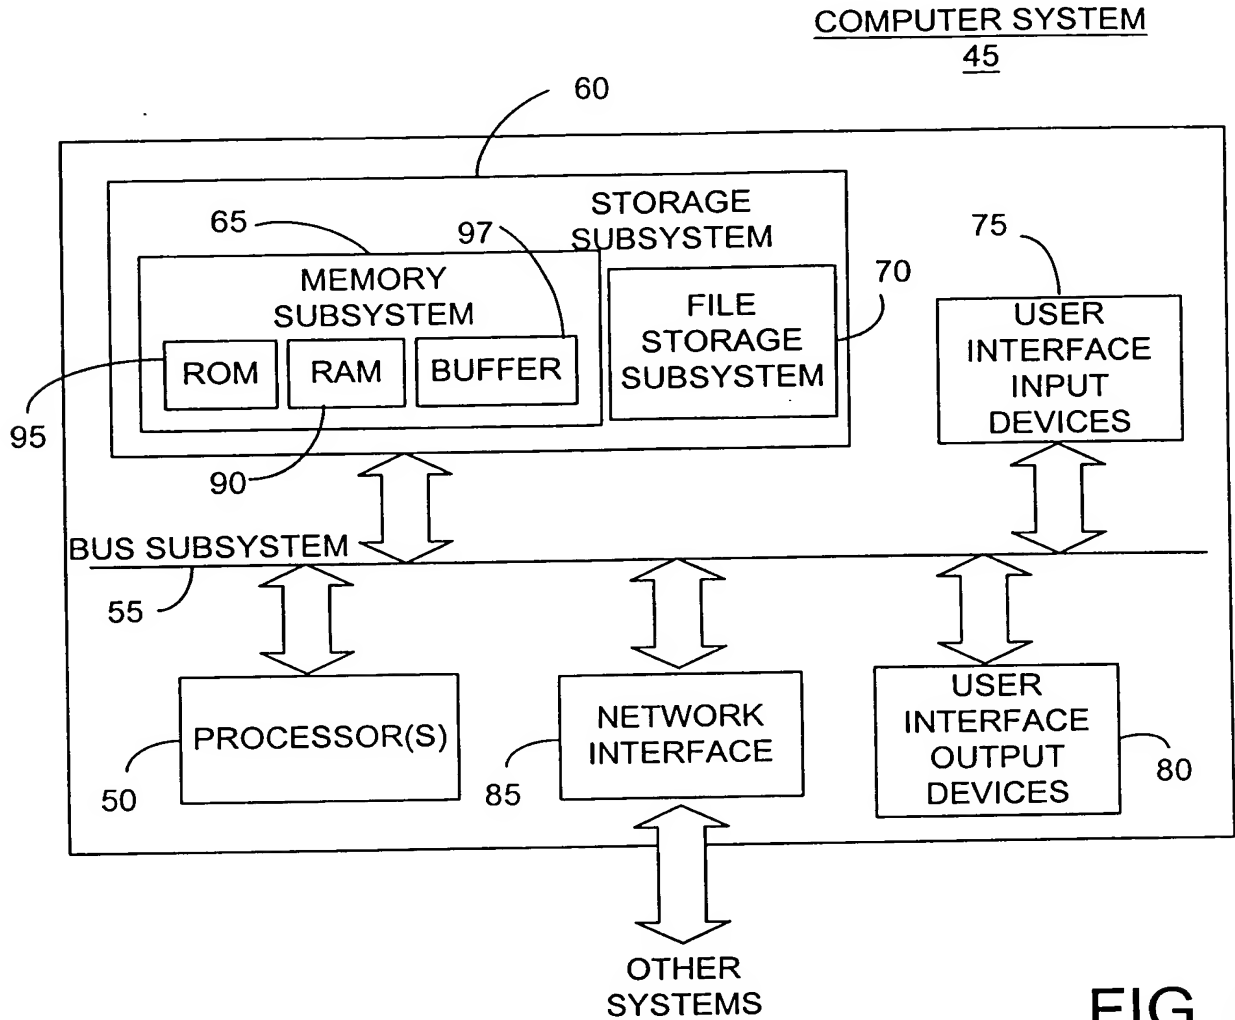 COMPUTER SYSTEM
45
60
STORAGE
SUBSYSTEM
65
97
75
MEMORY
SUBSYSTEM
70
FILE
STORAGE
SUBSYSTEM
USER
INTERFACE
INPUT
DEVICES
ROM
RAM
BUFFER
95
90
BUS SUBSYSTEM
55
PROCESSOR(S)
50
NETWORK
INTERFACE
85
USER
INTERFACE
OUTPUT
DEVICES
80
OTHER
SYSTEMS
FIG